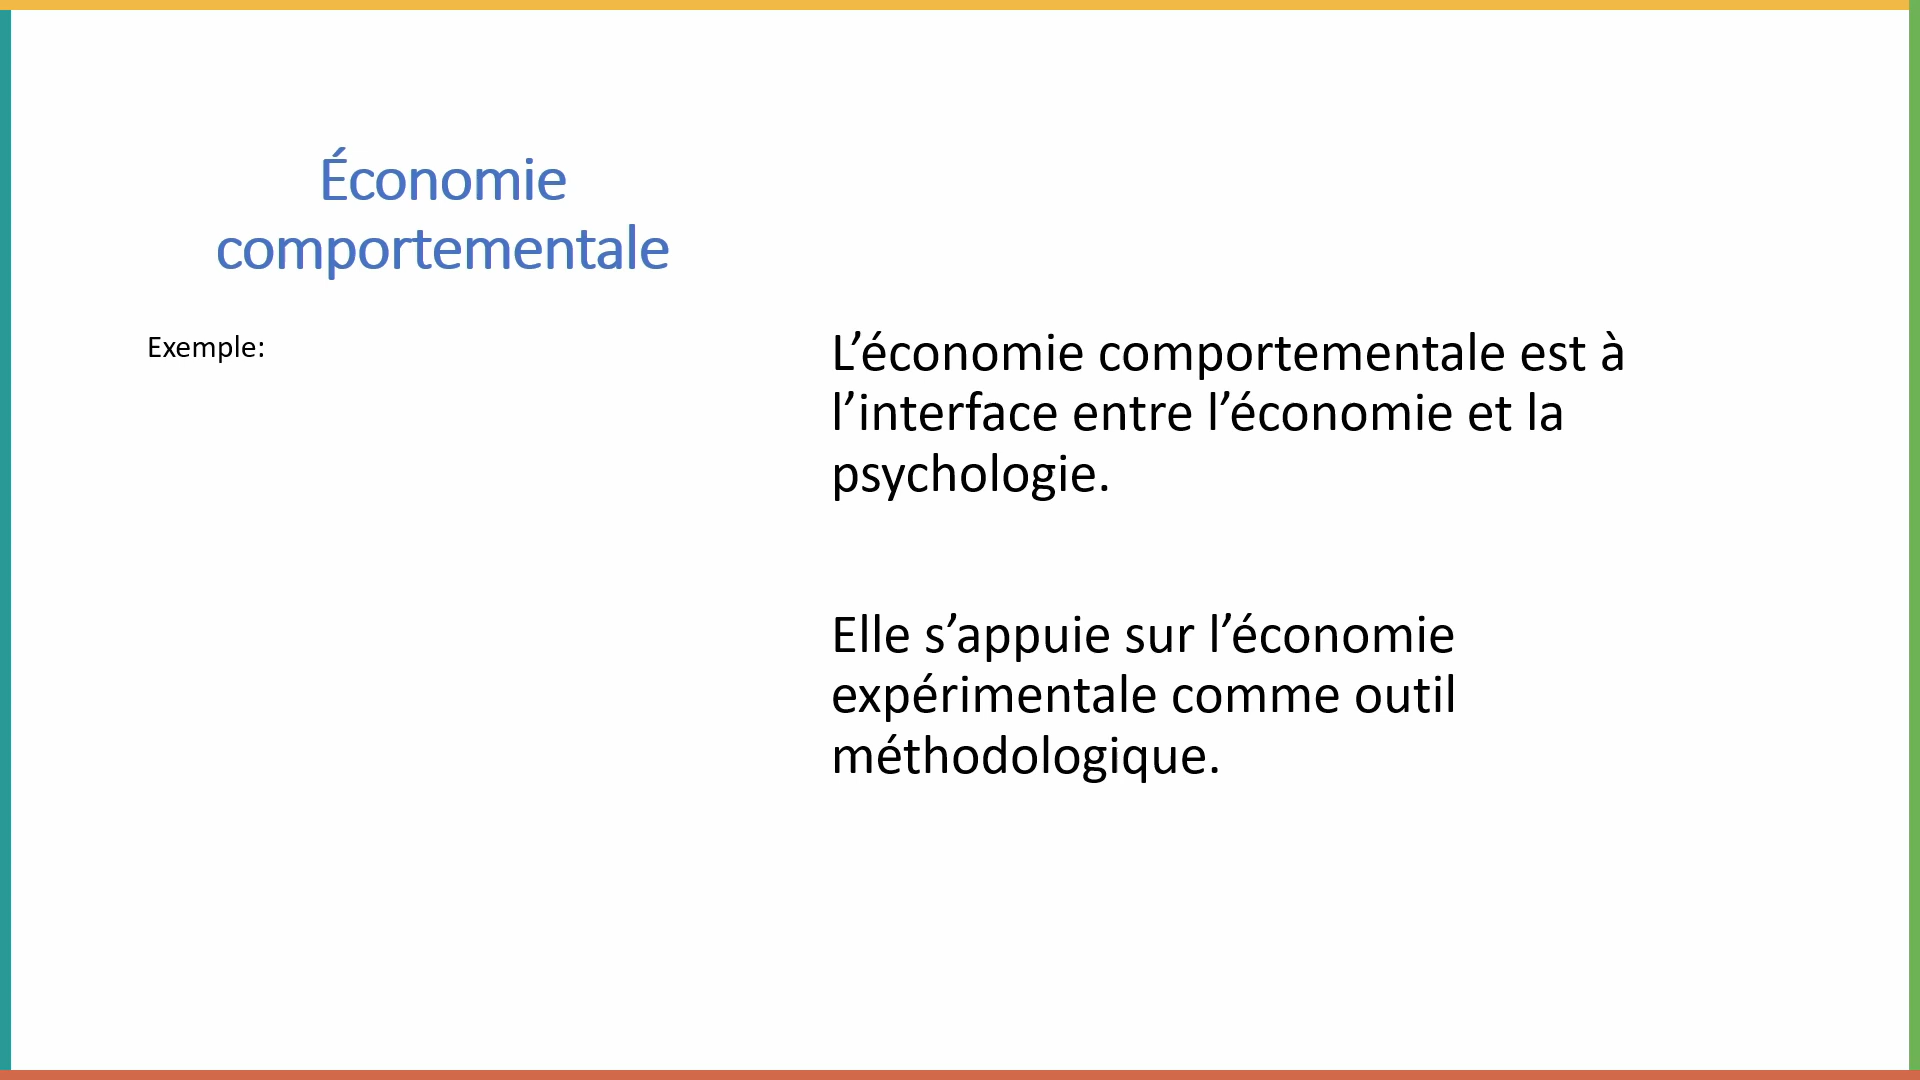 Économie
comportementale
Exemple:
L’économie comportementale est à
l’interface entre l’économie et la
psychologie.
Elle s’appuie sur l’économie
expérimentale comme outil
méthodologique.